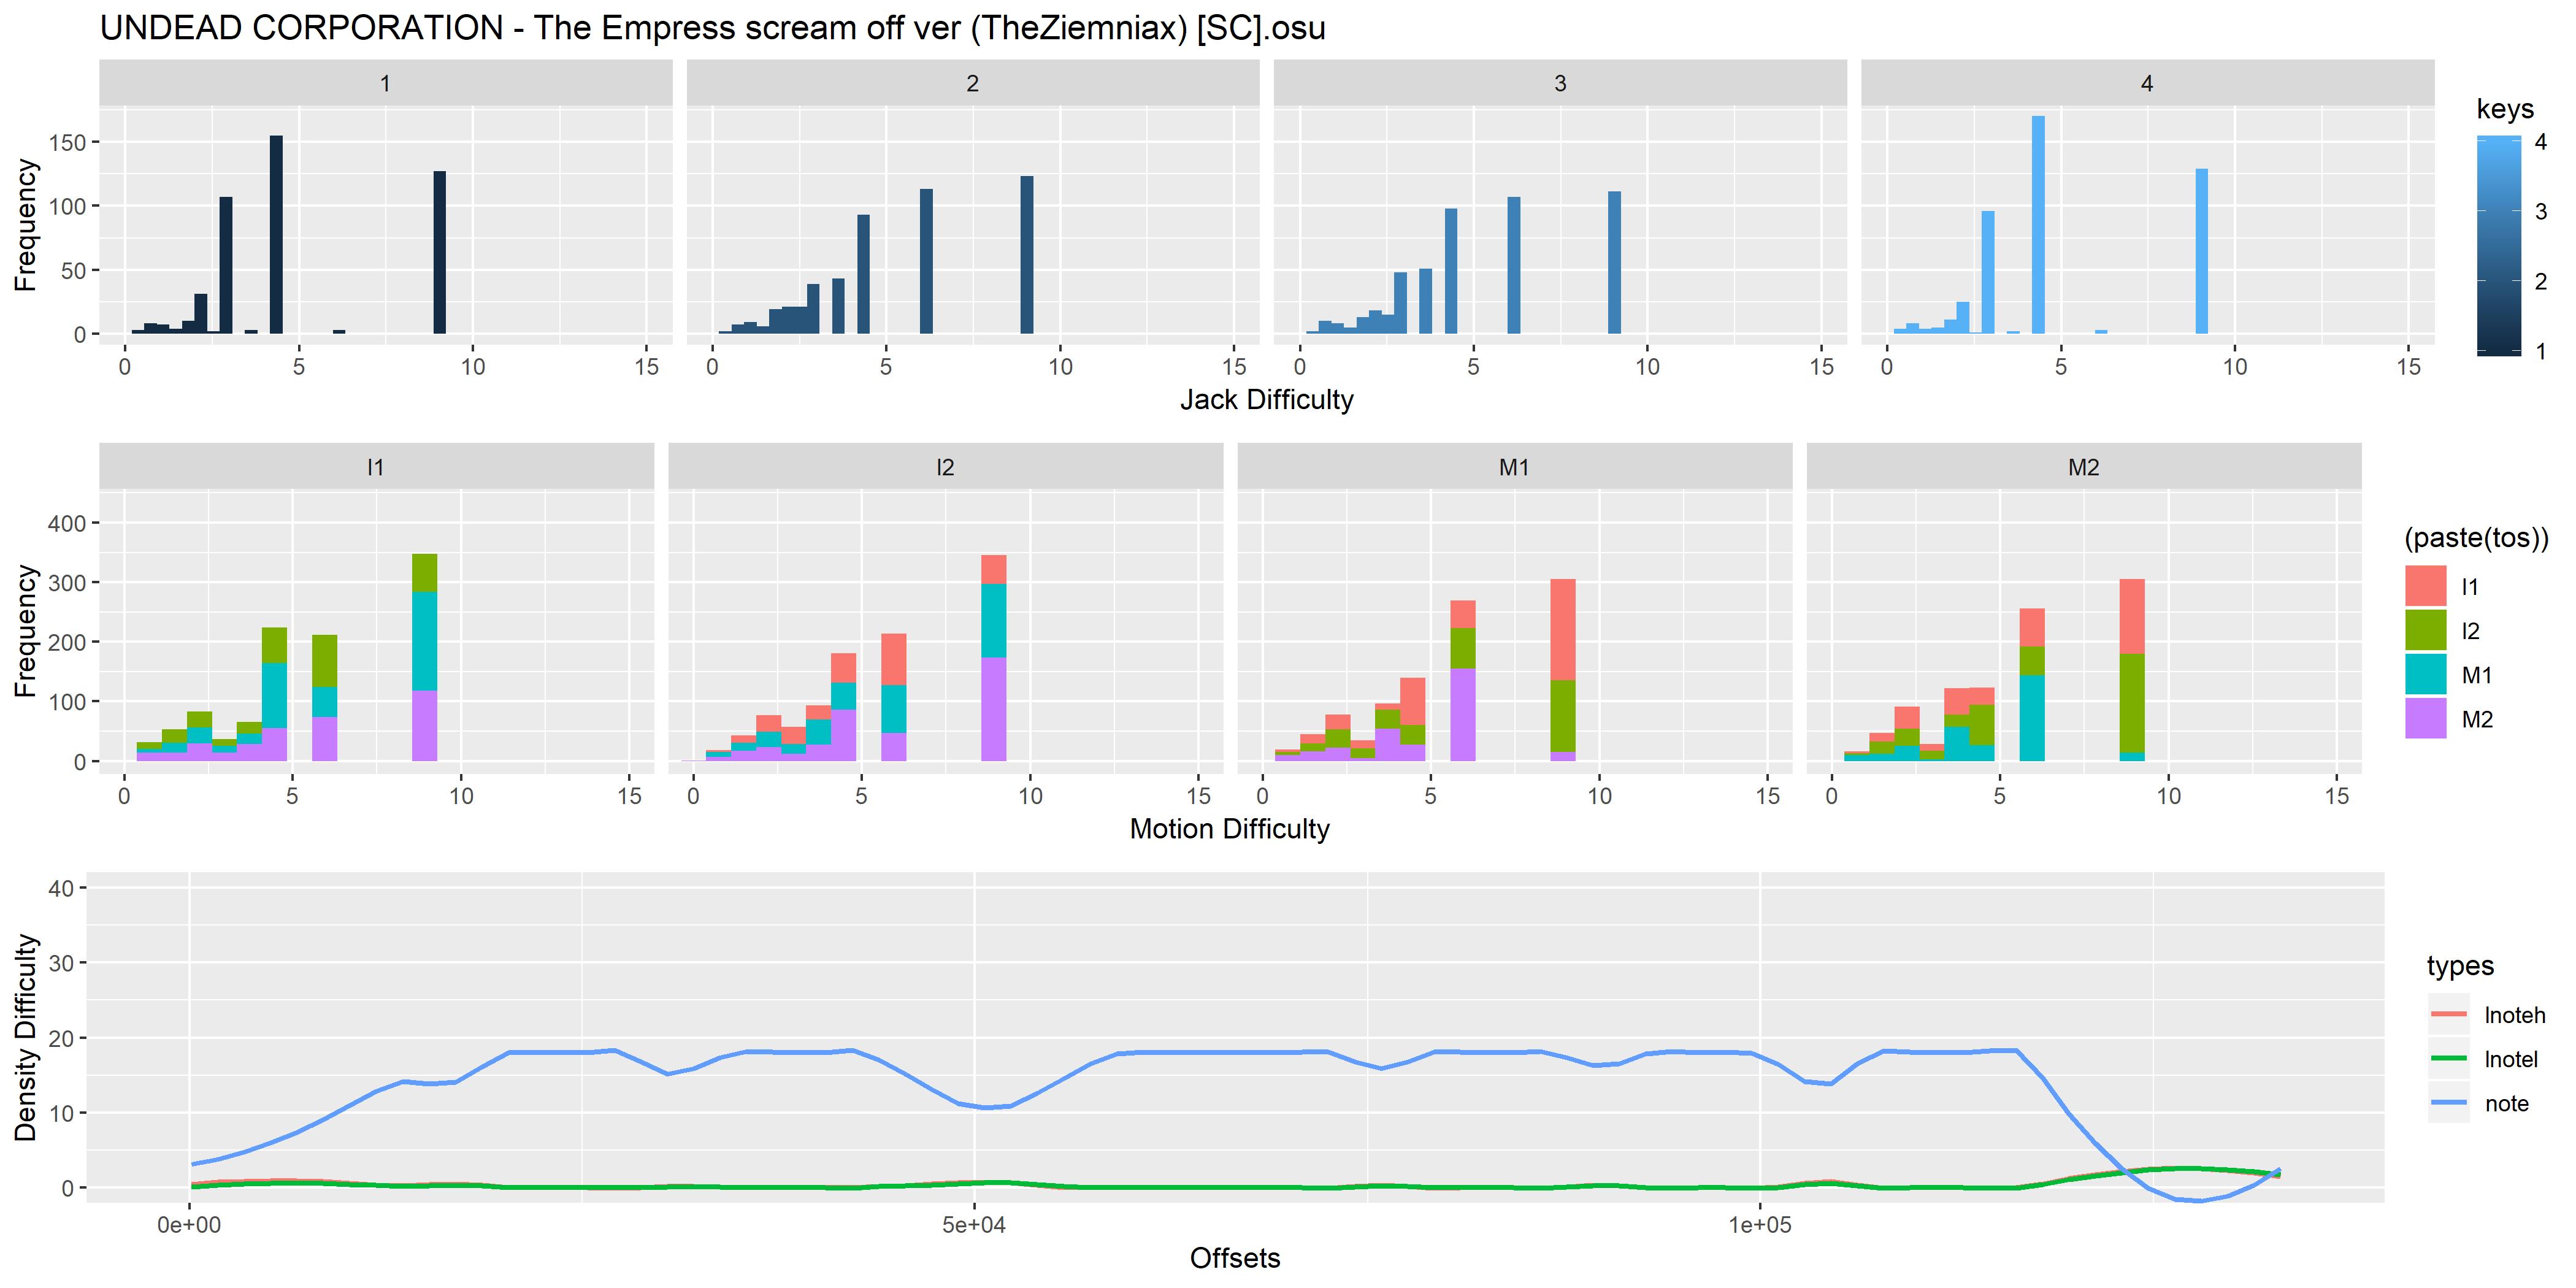 UNDEAD CORPORATION - The Empress scream off ver (TheZiemniax) [SC].osu
1 2 3 4
Frequency
150
100
50
0
0 5 10 15 0 5 10 15 0 5 10 15 0 5 10 15
Jack Difficulty
keys
4
3
2
1
I1 I2 M1 M2
Frequency
400
300
200
100
0
0 5 10 15 0 5 10 15 0 5 10 15 0 5 10 15
Motion Difficulty
(paste(tos))
I1
I2
M1
M2
Density Difficulty
40
30
20
10
0
0e+00 5e+04 1e+05
Offsets
types
lnoteh
lnotel
note